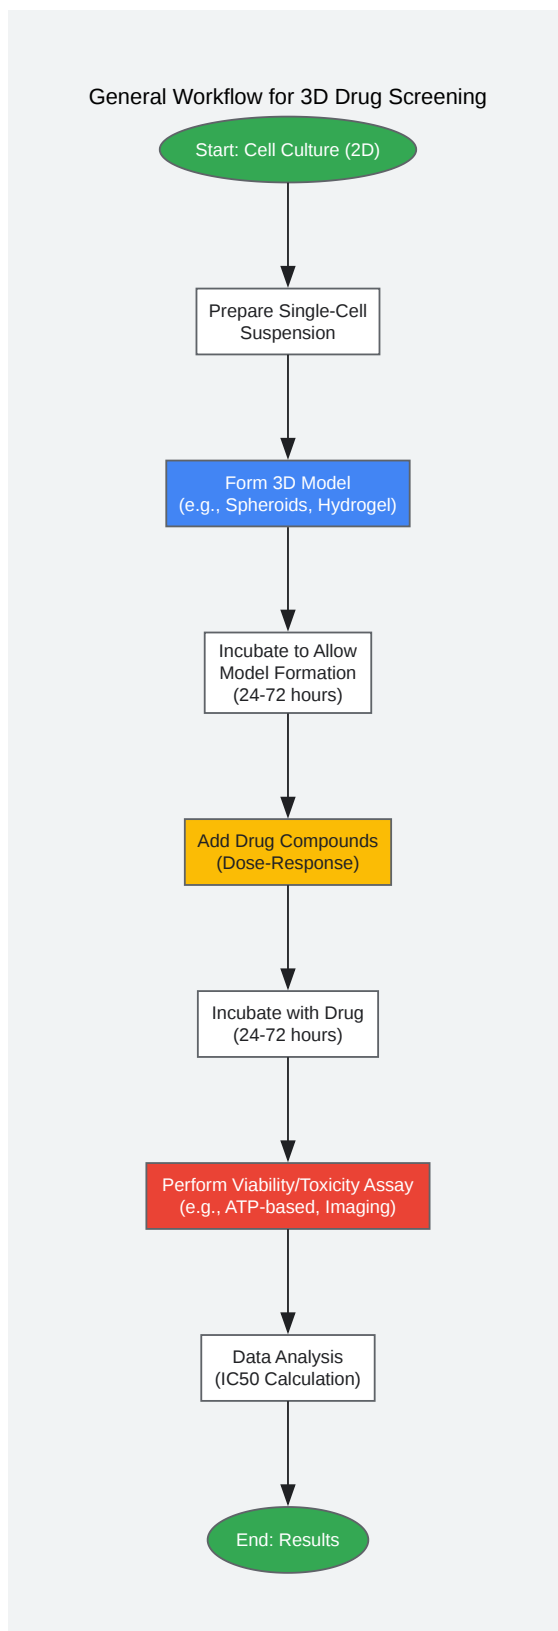 General Workflow for 3D Drug Screening
Start: Cell Culture (2D)
Prepare Single-Cell
Suspension
Form 3D Model
(e.g., Spheroids, Hydrogel)
Incubate to Allow
Model Formation
(24-72 hours)
Add Drug Compounds
(Dose-Response)
Incubate with Drug
(24-72 hours)
Perform Viability/Toxicity Assay
(e.g., ATP-based, Imaging)
Data Analysis
(IC50 Calculation)
End: Results